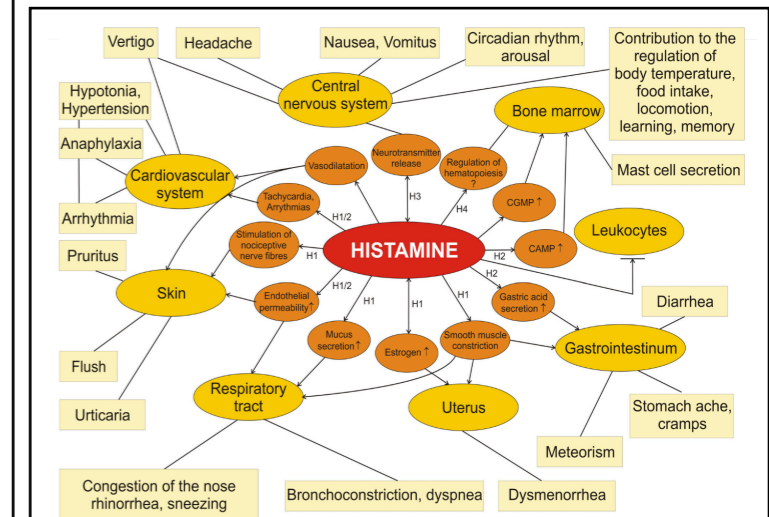 Vertigo
Headache
Nausea, Vomitus
Circadian rhythm,
arousal
Contribution to the
regulation of
body temperature,
food intake,
locomotion,
learning, memory
Central
nervous system
Bone marrow
Mast cell secretion
Hypotonia,
Hypertension
Anaphylaxia
Arrhythmia
Cardiovascular
system
Vasodilatation
Neurotransmitter
release
Regulation of
hematopoiesis
?
CGMP ↑
CAMP ↑
Leukocytes
Tachycardia,
Arrythmias
H1/2
H3
H4
H2
Stimulation of
nociceptive
nerve fibres
H1
HISTAMINE
H2
Pruritus
Skin
Flush
Urticaria
Endothelial
permeability↑
H1/2
Mucus
secretion ↑
H1
Estrogen ↑
H1
Smooth muscle
constriction
H1
Gastric acid
secretion ↑
Diarrhea
Gastrointestinum
Stomach ache,
cramps
Meteorism
Respiratory
tract
Uterus
Congestion of the nose
rhinorrhea, sneezing
Bronchoconstriction, dyspnea
Dysmenorrhea